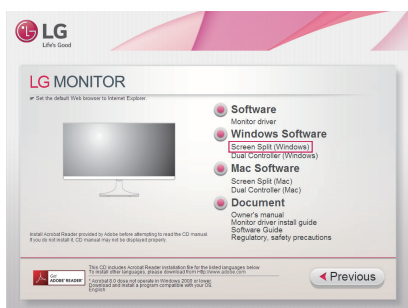 LG
Life's Good
LG MONITOR
Set the default Web browser to Internet Explorer.
Software
Monitor driver
Windows Software
Screen Split (Windows)
Dual Controller (Windows)
Mac Software
Screen Split (Mac)
Dual Controller (Mac)
Document
Owner's manual
Monitor driver install guide
Software Guide
Regulatory, safety precautions
Install Acrobat Reader provided by Adobe before attempting to read the CD manual.
If you do not install it, CD manual may not be displayed properly.
Get
ADOBE® READER®
This CD includes Acrobat Reader installation file for the listed languages below.
To install other languages, please download from Http://www.adobe.com
* Acrobat 8.0 dose not operate in Windows 2000 or lower.
Download and install a program compatible with your OS.
English
Previous